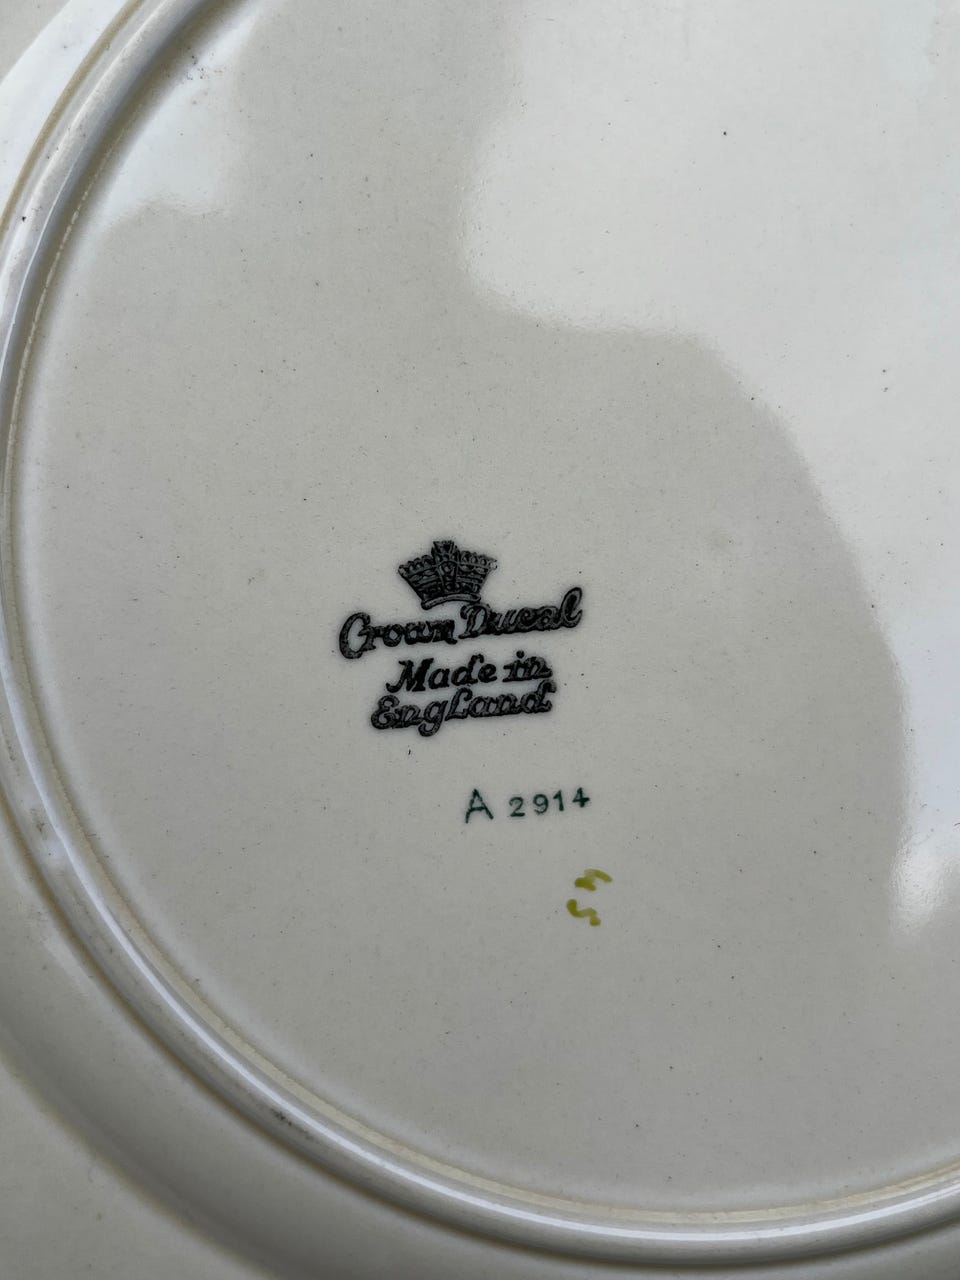 Crown Ducal
Made in
England
A 2914